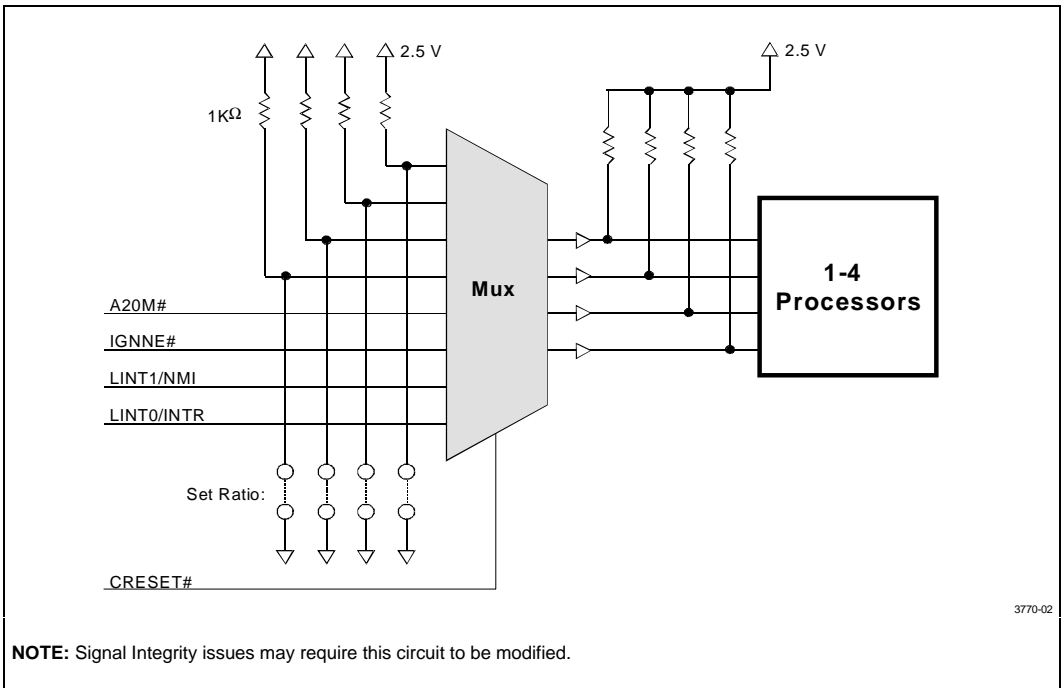 2.5 V
2.5 V
1KΩ
Mux
1-4
Processors
A20M#
IGNNE#
LINT1/NMI
LINT0/INTR
Set Ratio:
CRESET#
3770-02
NOTE: Signal Integrity issues may require this circuit to be modified.